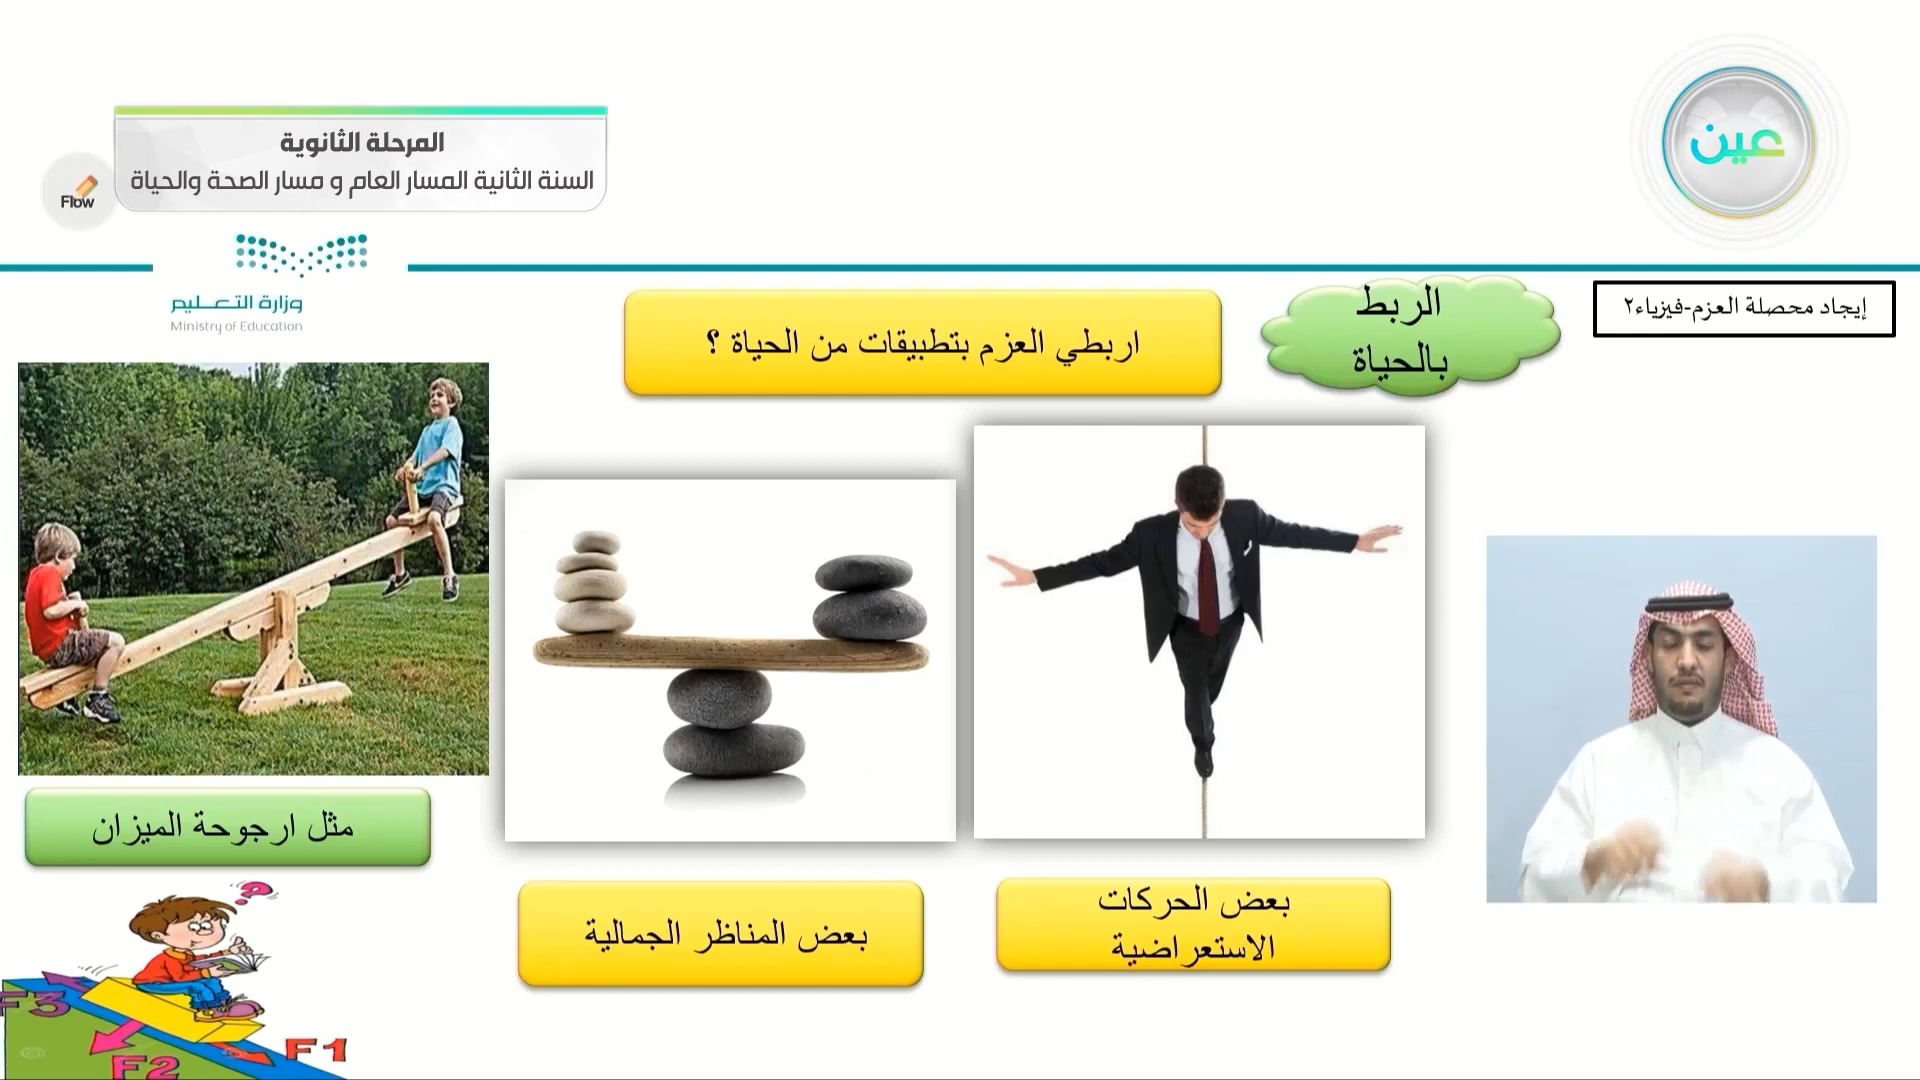 عين
المرحلة الثانوية
السنة الثانية المسار العام و مسار الصحة والحياة
Flow
وزارة التعليم
Ministry of Education
إيجاد محصلة العزم-فيزياء٢
الربط
بالحياة
اربطي العزم بتطبيقات من الحياة ؟
بعض الحركات
الاستعراضية
بعض المناظر الجمالية
مثل ارجوحة الميزان
?
F3
F2
F1